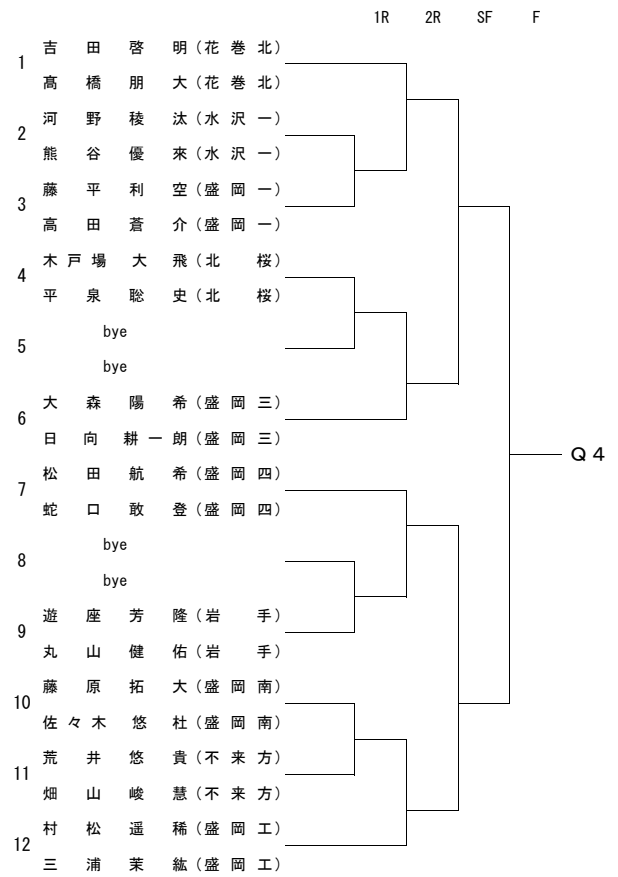 1R 2R SF F
吉田啓明(花巻北)
1
髙橋朋大(花巻北)
河野稜汰(水沢一)
2
熊谷優來(水沢一)
藤平利空(盛岡一)
3
高田蒼介(盛岡一)
木戸場大飛(北桜)
4
平泉聡史(北桜)
bye
5
bye
大森陽希(盛岡三)
6
日向耕一朗(盛岡三)
Q4
松田航希(盛岡四)
7
蛇口敢登(盛岡四)
bye
8
bye
遊座芳隆(岩手)
9
丸山健佑(岩手)
藤原拓大(盛岡南)
10
佐々木悠杜(盛岡南)
荒井悠貴(不来方)
11
畑山峻慧(不来方)
村松遥稀(盛岡工)
12
三浦茉紘(盛岡工)